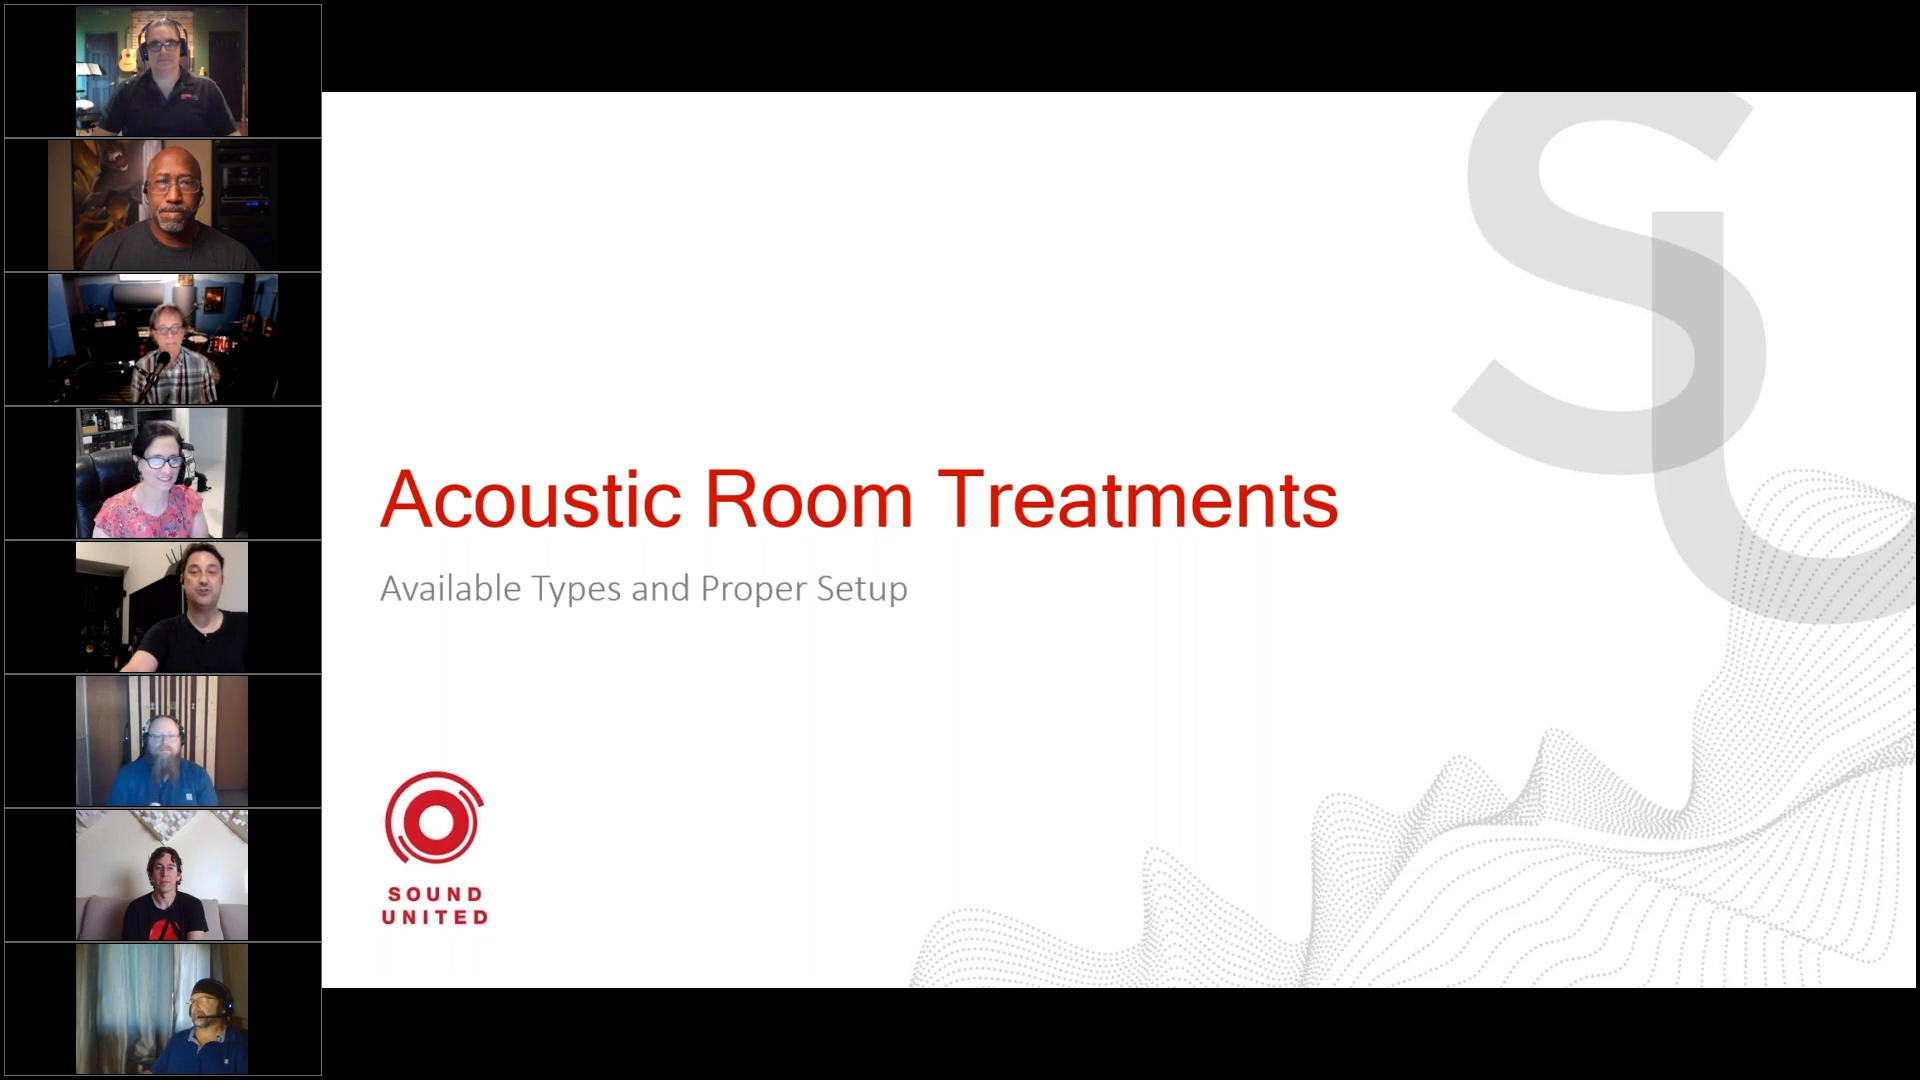 Acoustic Room Treatments
Available Types and Proper Setup
SOUND
UNITED